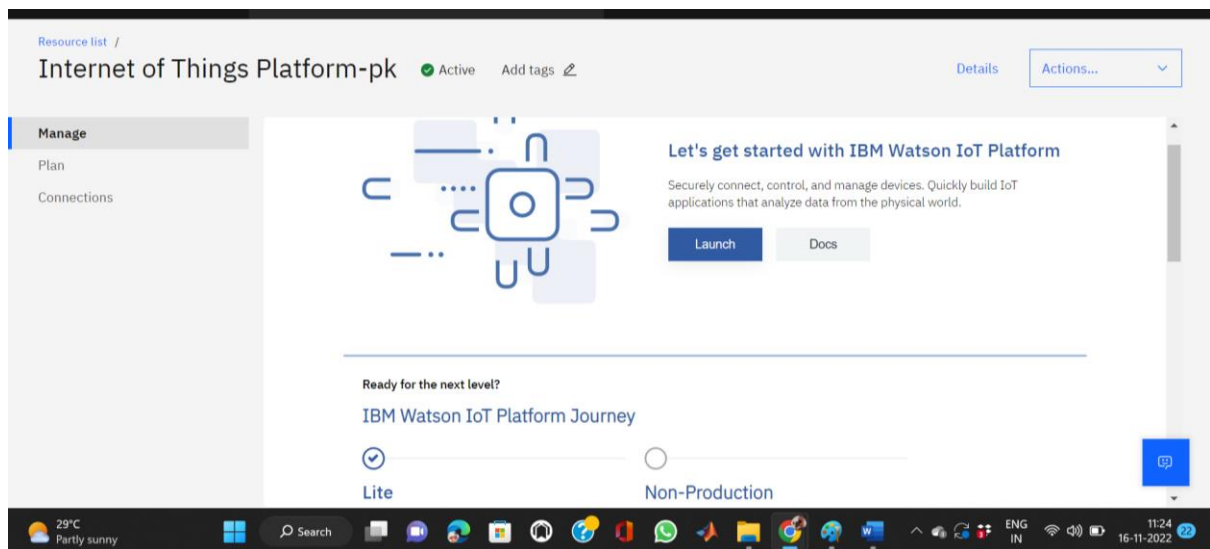 Resource list /
Internet of Things Platform-pk
Active
Add tags
Details
Actions...
Manage
Plan
Connections
Let's get started with IBM Watson IoT Platform
Securely connect, control, and manage devices. Quickly build IoT
applications that analyze data from the physical world.
Launch
Docs
Ready for the next level?
IBM Watson IoT Platform Journey
Lite
Non-Production
29°C
Partly sunny
Search
ENG
IN
11:24
16-11-2022
22